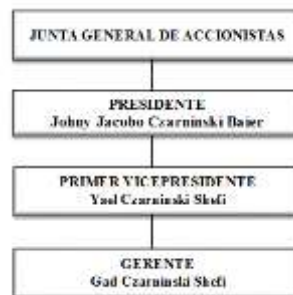 JUNTA GENERAL DE ACCIONISTAS
PRESIDENTE
Johny Jacobo Czarninski Baier
PRIMER VICEPRESIDENTE
Yael Czarninski Shefi
GERENTE
Gad Czarninski Shefi